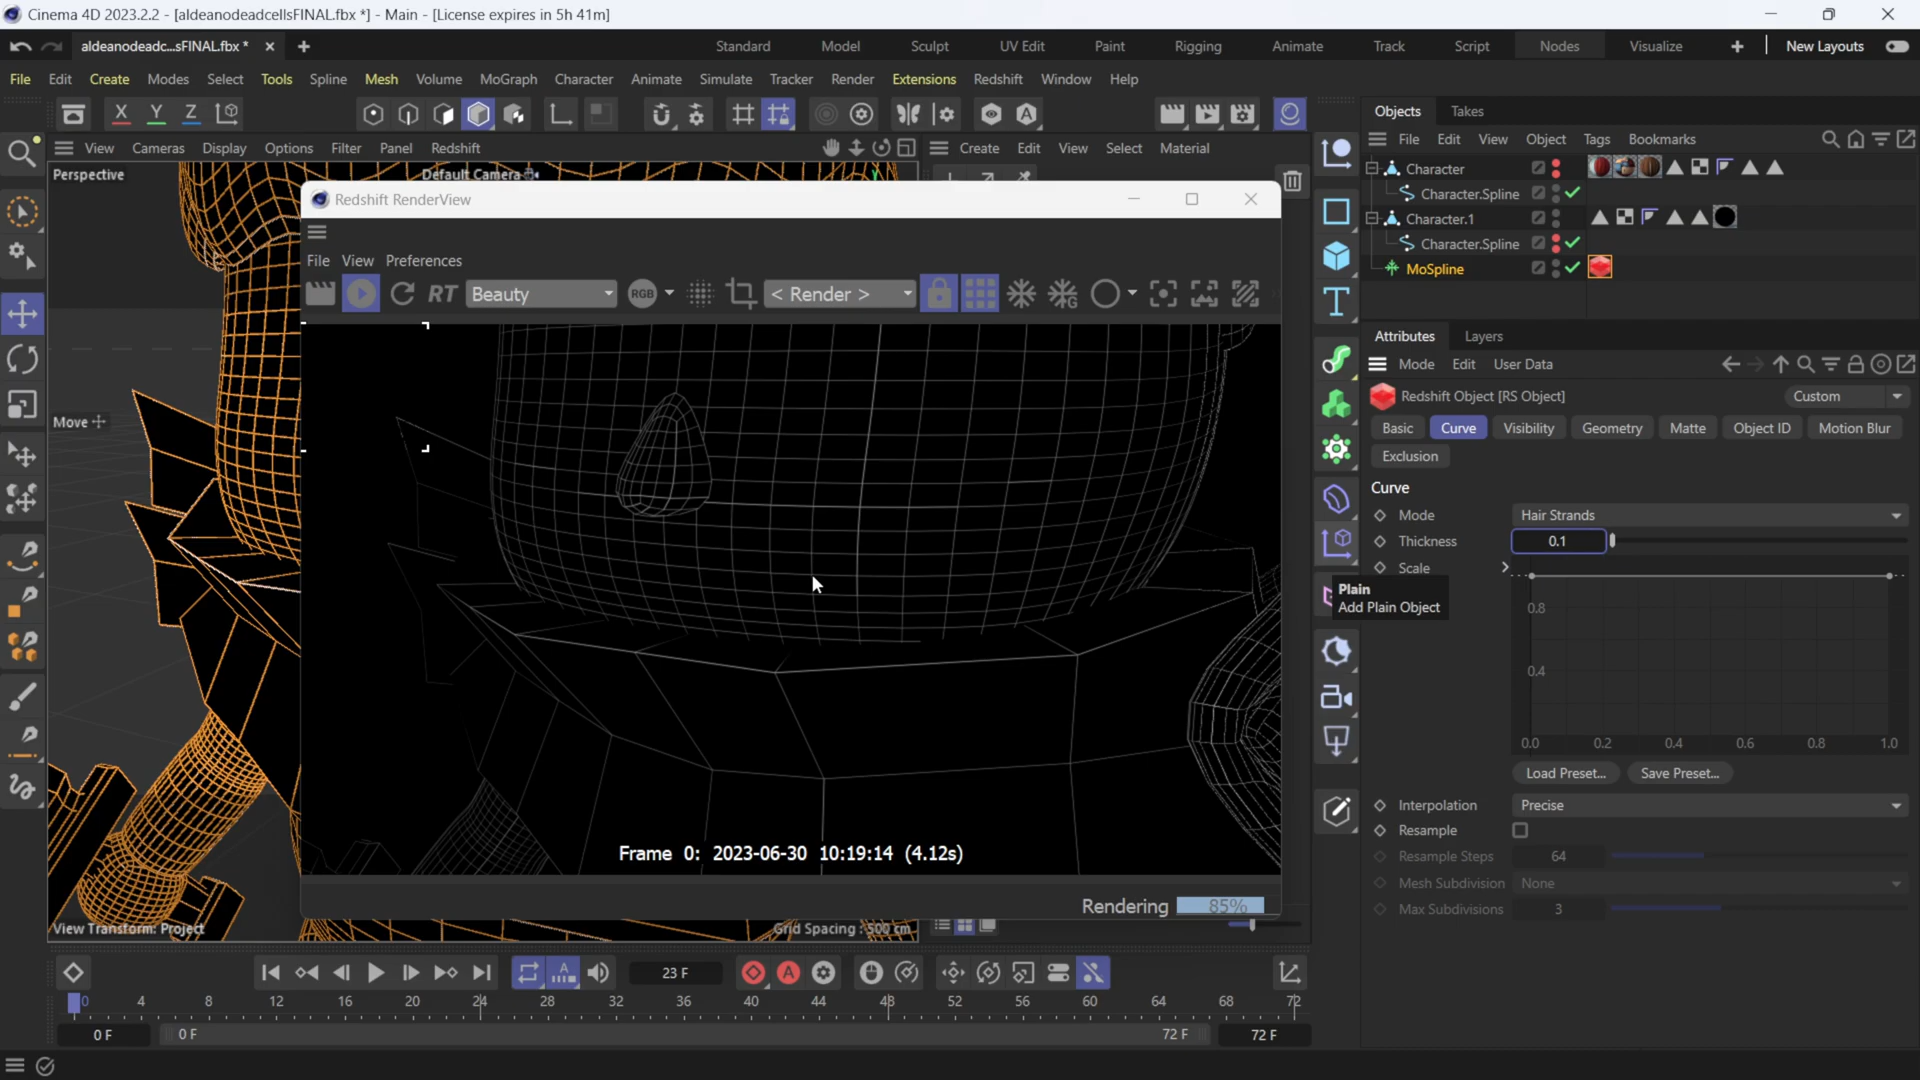 Cinema 4D 2023.2.2 - [aldeanodeadcellsFINAL.fbx *] - Main - [License expires in 5h 41m]
aldeanodeadc...sFINAL.fbx *
Standard Model Sculpt UV Edit Paint Rigging Animate Track Script Nodes Visualize New Layouts
File Edit Create Modes Select Tools Spline Mesh Volume MoGraph Character Animate Simulate Tracker Render Extensions Redshift Window Help
X Y Z
Objects Takes
File Edit View Object Tags Bookmarks
View Cameras Display Options Filter Panel Redshift
Create Edit View Select Material
Perspective
Default Camera
Character
Character.Spline
Character.1
Character.Spline
MoSpline
Redshift RenderView
File View Preferences
RT Beauty RGB < Render >
Move
Rendering 85%
Frame 0: 2023-06-30 10:19:14 (4.12s)
View Transform: Project
Grid Spacing : 500 cm
Attributes Layers
Mode Edit User Data
Redshift Object [RS Object]
Custom
Basic Curve Visibility Geometry Matte Object ID Motion Blur
Exclusion
Curve
Mode Hair Strands
Thickness 0.1
Scale
Plain
Add Plain Object
0.8
0.4
0.0 0.2 0.4 0.6 0.8 1.0
Load Preset... Save Preset...
Interpolation Precise
Resample
Resample Steps 64
Mesh Subdivision None
Max Subdivisions 3
23 F
0 4 8 12 16 20 24 28 32 36 40 44 48 52 56 60 64 68 72
0 F 0 F 72 F 72 F